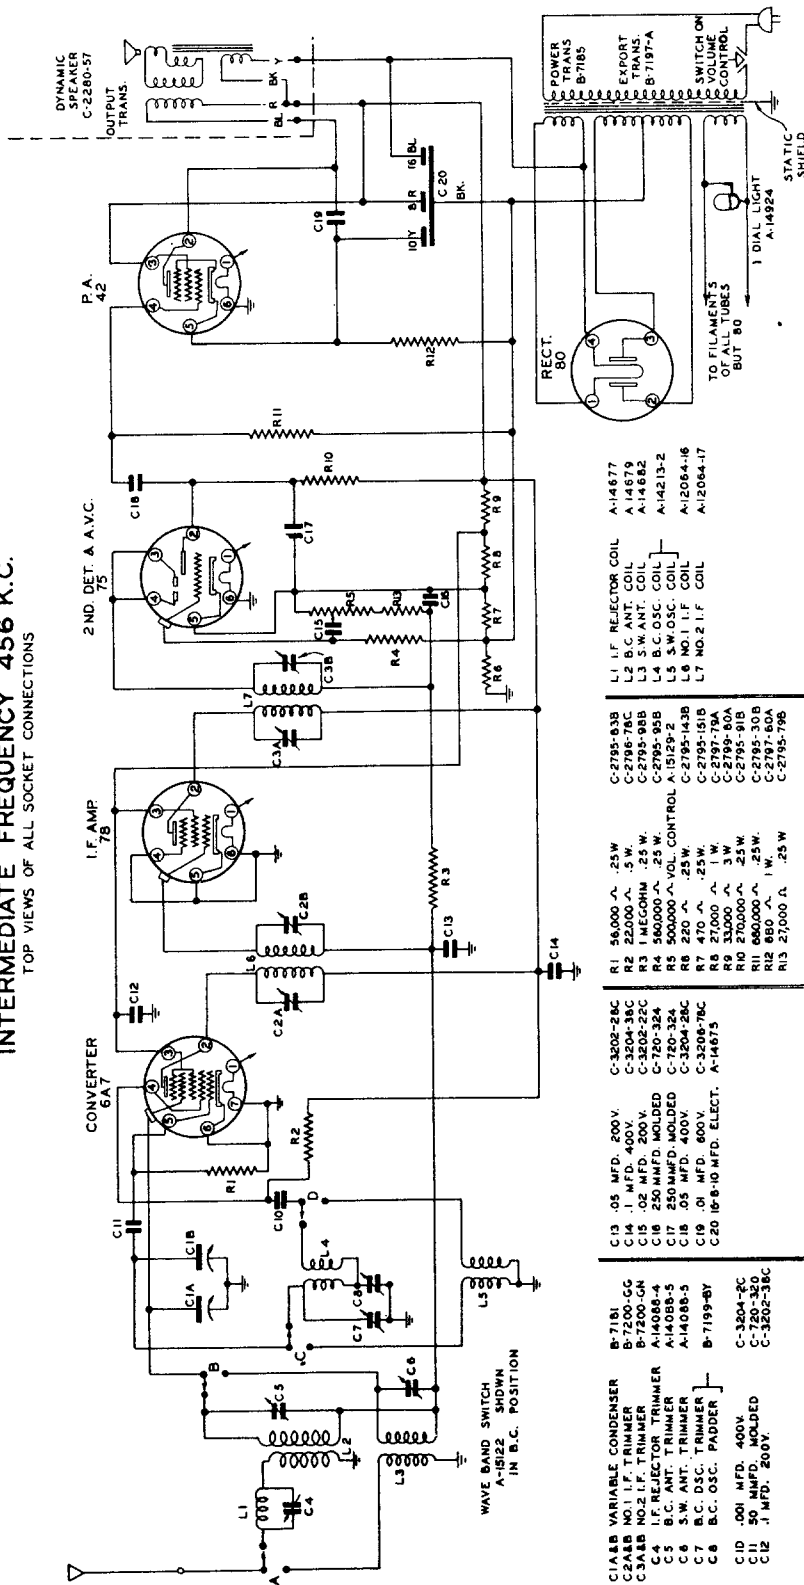 INTERMEDIATE FREQUENCY 456 K.C.
TOP VIEWS OF ALL SOCKET CONNECTIONS
CONVERTER
6A7
I.F. AMP.
78
2ND. DET. & A.V.C.
75
P.A.
42
DYNAMIC
SPEAKER
C-2280-57
OUTPUT
TRANS.
BL
R
BK
Y
A
L1
C4
L2
L3
C5
C6
B
C
D
C1A
C1B
C11
R1
C10
L4
C7
C8
L5
R2
C12
C2A
L6
C2B
C13
C14
R3
C3A
L7
C3B
R4
C15
R5
R13
C16
R6
R7
R8
R9
C17
R10
C18
R11
R12
C19
10 Y
8 R
16 BL
C 20
BK.
RECT.
80
POWER
TRANS
B-7185
EXPORT
TRANS.
B-7197-A
SWITCH ON
VOLUME
CONTROL
STATIC
SHIELD
1 DIAL LIGHT
A-14924
TO FILAMENTS
OF ALL TUBES
BUT 80
WAVE BAND SWITCH
A-15122 SHOWN
IN B.C. POSITION
C1A&B VARIABLE CONDENSER B-7181
C2A&B NO.1 I.F. TRIMMER B-7200-GG
C3A&B NO.2 I.F. TRIMMER B-7200-GN
C4 I.F. REJECTOR TRIMMER A-14088-4
C5 B.C. ANT. TRIMMER A-14088-5
C6 S.W. ANT. TRIMMER A-14088-5
C7 B.C. OSC. TRIMMER
C8 B.C. OSC. PADDER B-7199-BY
C10 .001 MFD. 400V. C-3204-2C
C11 50 MMFD. MOLDED C-720-320
C12 .1 MFD. 200V. C-3202-38C
C13 .05 MFD. 200V. C-3202-28C
C14 .1 MFD. 400V. C-3204-38C
C15 .02 MFD. 200V. C-3202-22C
C16 250 MMFD. MOLDED C-720-324
C17 250 MMFD. MOLDED C-720-324
C18 .05 MFD. 400V. C-3204-28C
C19 .01 MFD. 600V. C-3206-78C
C20 16-8-10 MFD. ELECT. A-14675
R1 56,000 Ω .25 W C-2795-83B
R2 22,000 Ω .5 W. C-2796-78C
R3 1 MEGOHM .25 W. C-2795-98B
R4 560,000 Ω .25 W. C-2795-95B
R5 500,000 Ω VOL. CONTROL A-15129-2
R6 220 Ω .25 W. C-2795-143B
R7 470 Ω .25 W. C-2795-151B
R8 27,000 Ω 1 W. C-2797-79A
R9 33,000 Ω 3 W C-2799-80A
R10 270,000 Ω .25 W. C-2795-91B
R11 680,000 Ω .25 W. C-2795-30B
R12 680 Ω 1 W. C-2797-60A
R13 27,000 Ω .25 W C-2795-79B
L1 I.F. REJECTOR COIL A-14677
L2 B.C. ANT. COIL A 14679
L3 S.W. ANT. COIL A-14682
L4 B.C. OSC. COIL
L5 S.W. OSC. COIL A-14213-2
L6 NO.1 I.F. COIL A-12064-16
L7 NO.2 I.F. COIL A-12064-17